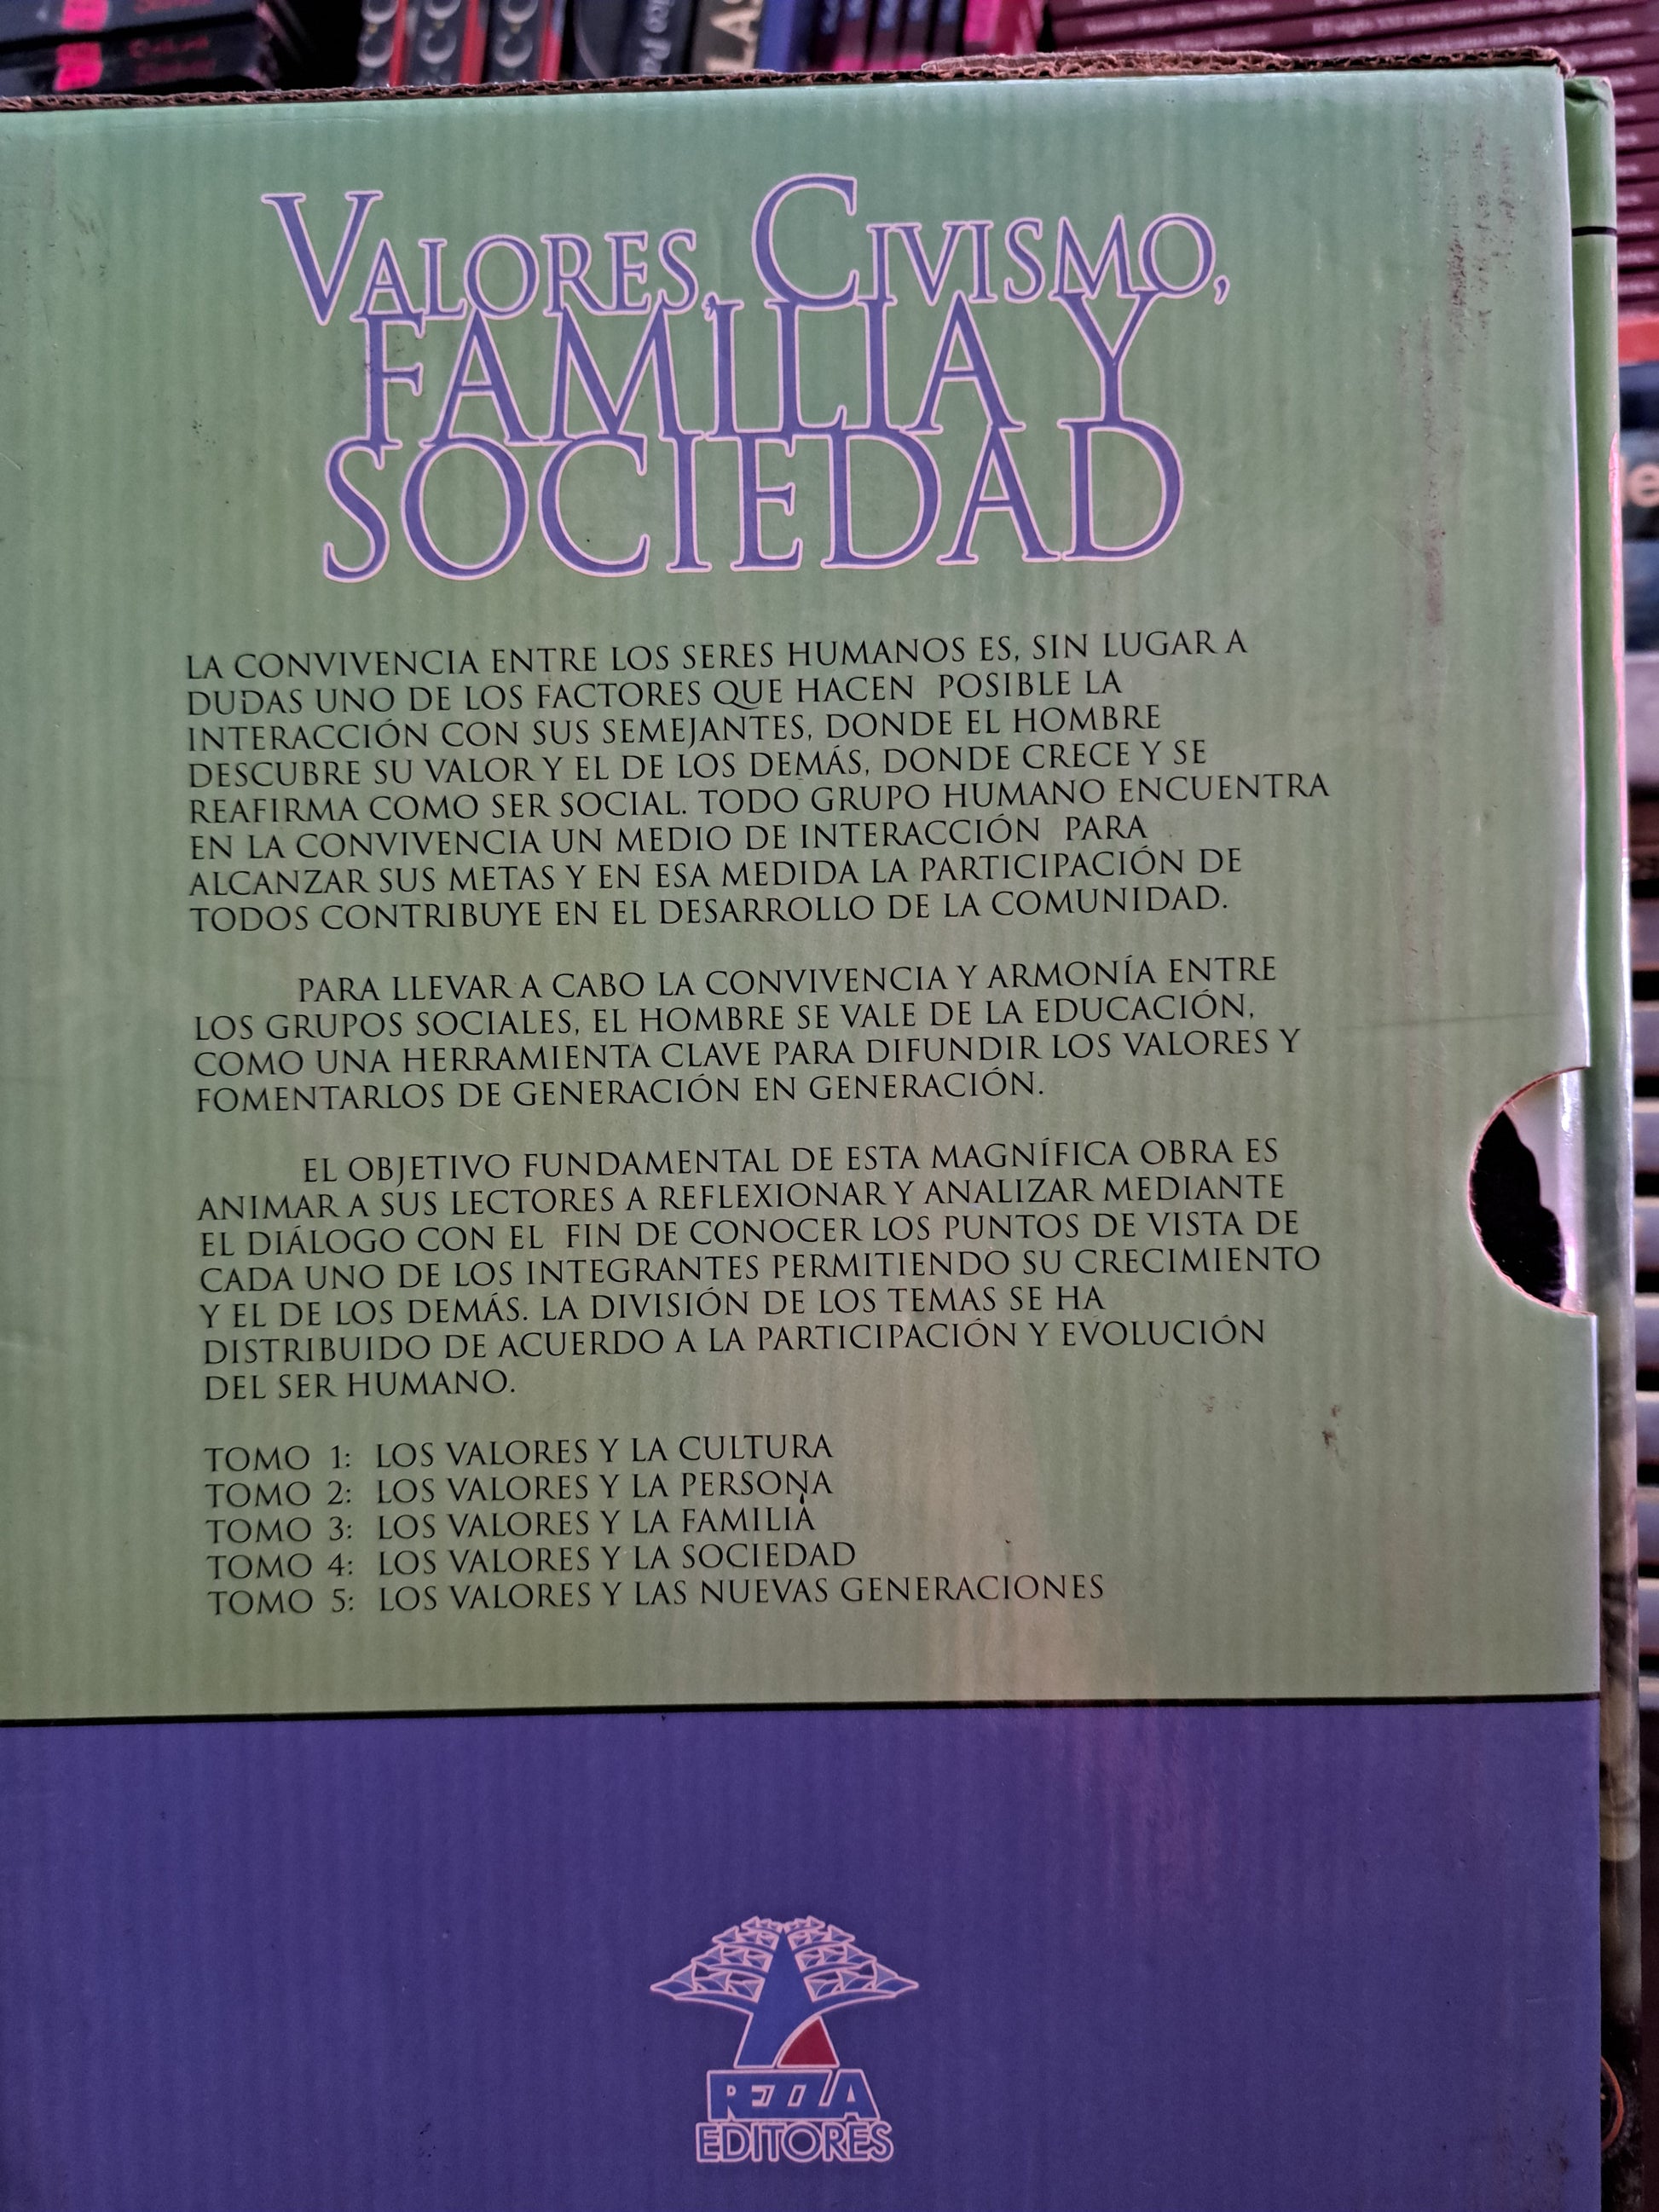 VALORES, CIVISMO,
FAMILIA Y
SOCIEDAD
LA CONVIVENCIA ENTRE LOS SERES HUMANOS ES, SIN LUGAR A
DUDAS UNO DE LOS FACTORES QUE HACEN POSIBLE LA
INTERACCIÓN CON SUS SEMEJANTES, DONDE EL HOMBRE
DESCUBRE SU VALOR Y EL DE LOS DEMÁS, DONDE CRECE Y SE
REAFIRMA COMO SER SOCIAL. TODO GRUPO HUMANO ENCUENTRA
EN LA CONVIVENCIA UN MEDIO DE INTERACCIÓN PARA
ALCANZAR SUS METAS Y EN ESA MEDIDA LA PARTICIPACIÓN DE
TODOS CONTRIBUYE EN EL DESARROLLO DE LA COMUNIDAD.
PARA LLEVAR A CABO LA CONVIVENCIA Y ARMONÍA ENTRE
LOS GRUPOS SOCIALES, EL HOMBRE SE VALE DE LA EDUCACIÓN,
COMO UNA HERRAMIENTA CLAVE PARA DIFUNDIR LOS VALORES Y
FOMENTARLOS DE GENERACIÓN EN GENERACIÓN.
EL OBJETIVO FUNDAMENTAL DE ESTA MAGNÍFICA OBRA ES
ANIMAR A SUS LECTORES A REFLEXIONAR Y ANALIZAR MEDIANTE
EL DIÁLOGO CON EL FIN DE CONOCER LOS PUNTOS DE VISTA DE
CADA UNO DE LOS INTEGRANTES PERMITIENDO SU CRECIMIENTO
Y EL DE LOS DEMÁS. LA DIVISIÓN DE LOS TEMAS SE HA
DISTRIBUIDO DE ACUERDO A LA PARTICIPACIÓN Y EVOLUCIÓN
DEL SER HUMANO.
TOMO 1: LOS VALORES Y LA CULTURA
TOMO 2: LOS VALORES Y LA PERSONA
TOMO 3: LOS VALORES Y LA FAMILIA
TOMO 4: LOS VALORES Y LA SOCIEDAD
TOMO 5: LOS VALORES Y LAS NUEVAS GENERACIONES
REZZA
EDITORES